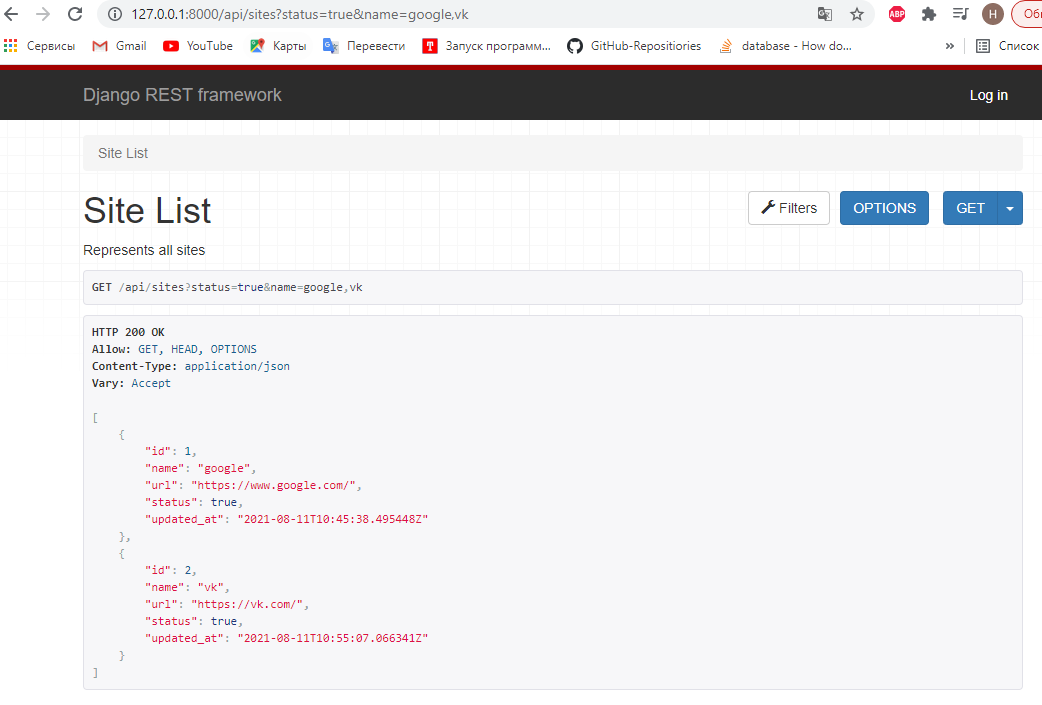 127.0.0.1:8000/api/sites?status=true&name=google,vk
ABP
H
Об
Сервисы
Gmail
YouTube
Карты
Перевести
Запуск программ...
GitHub-Repositiories
database - How do...
»
Список
Django REST framework
Log in
Site List
Site List
Filters
OPTIONS
GET
Represents all sites
GET /api/sites?status=true&name=google,vk
HTTP 200 OK
Allow: GET, HEAD, OPTIONS
Content-Type: application/json
Vary: Accept
[
    {
        "id": 1,
        "name": "google",
        "url": "https://www.google.com/",
        "status": true,
        "updated_at": "2021-08-11T10:45:38.495448Z"
    },
    {
        "id": 2,
        "name": "vk",
        "url": "https://vk.com/",
        "status": true,
        "updated_at": "2021-08-11T10:55:07.066341Z"
    }
]